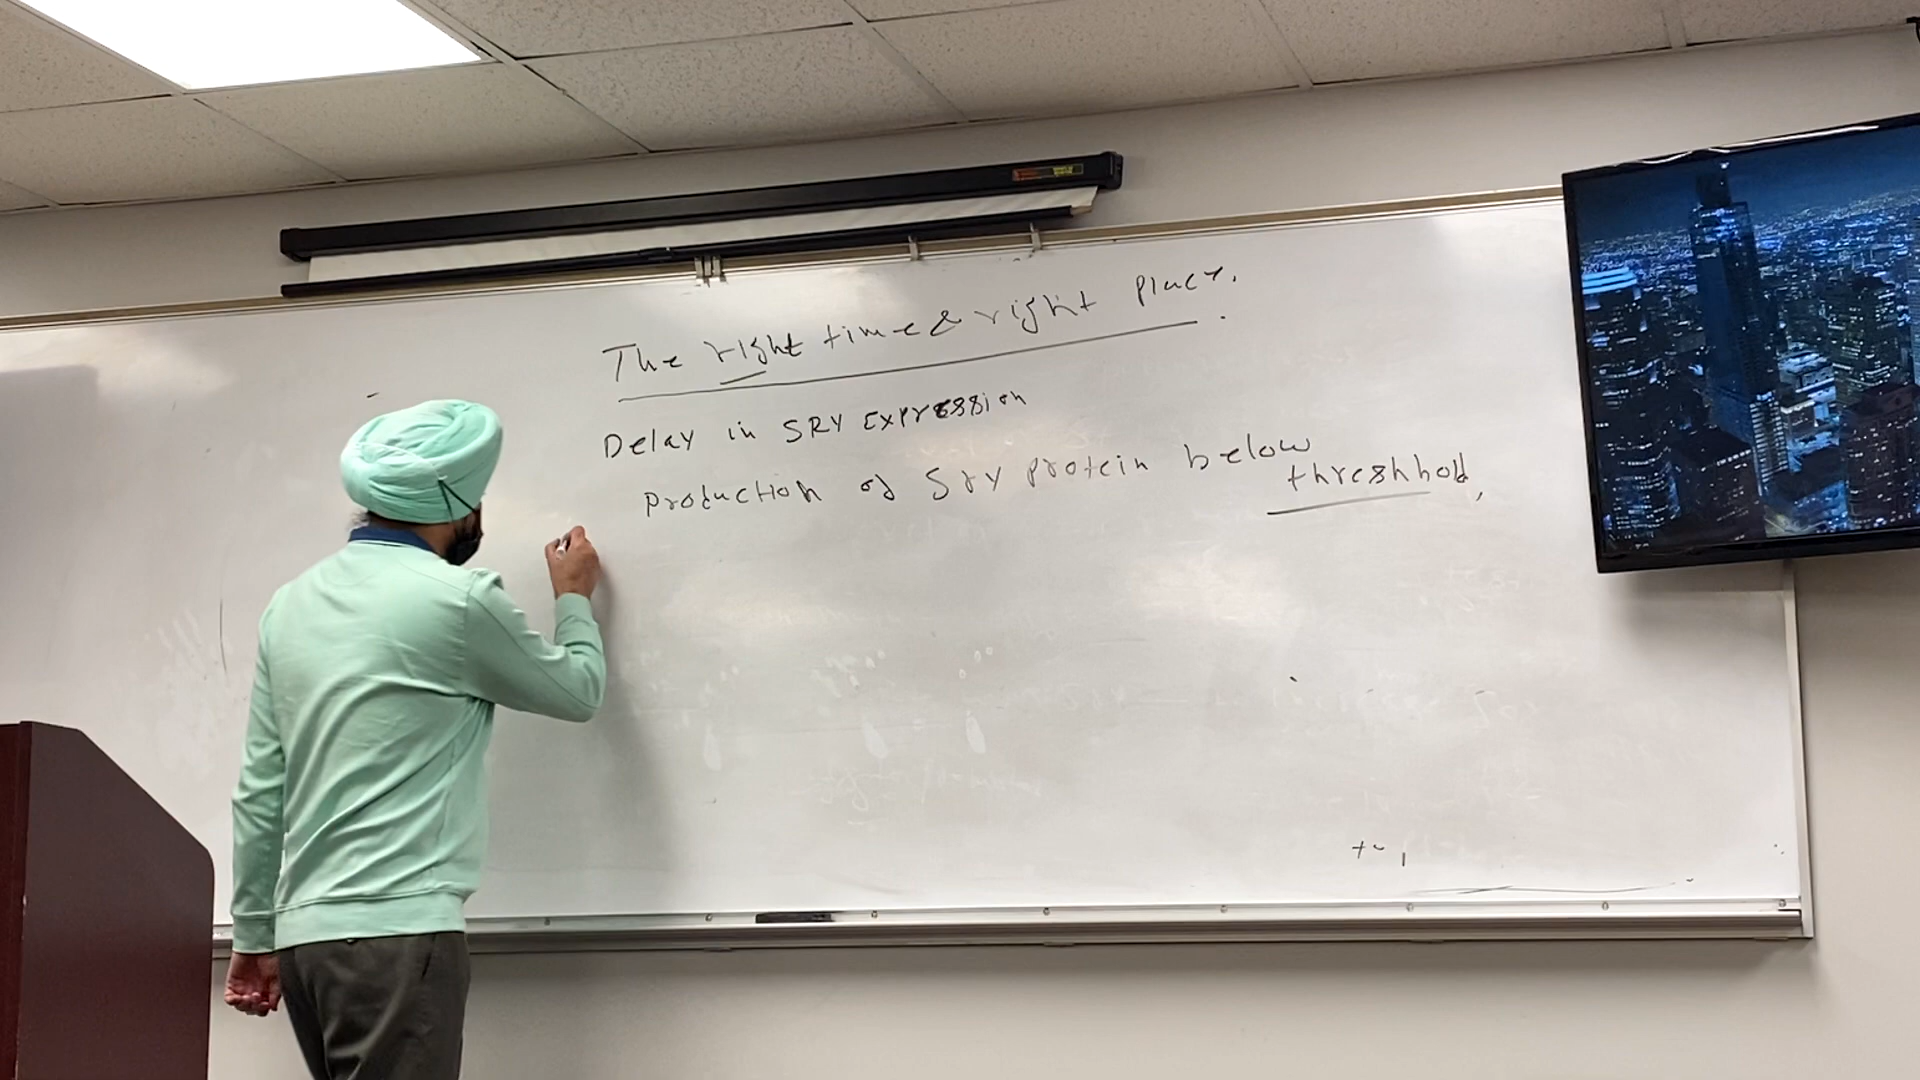 The right time & right place.
Delay in SRY Expression
Production of Sry protein below
threshhold,